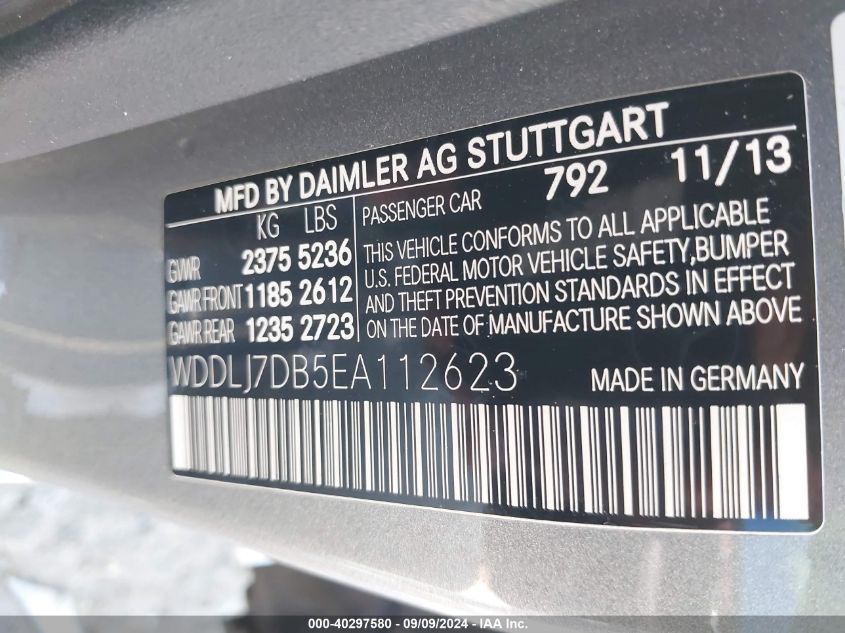 MFD BY DAIMLER AG STUTTGART
KG LBS
GVWR 2375 5236
GAWR FRONT 1185 2612
GAWR REAR 1235 2723
PASSENGER CAR 792 11/13
THIS VEHICLE CONFORMS TO ALL APPLICABLE
U.S. FEDERAL MOTOR VEHICLE SAFETY,BUMPER
AND THEFT PREVENTION STANDARDS IN EFFECT
ON THE DATE OF MANUFACTURE SHOWN ABOVE
WDDLJ7DB5EA112623 MADE IN GERMANY
000-40297580 - 09/09/2024 - IAA Inc.